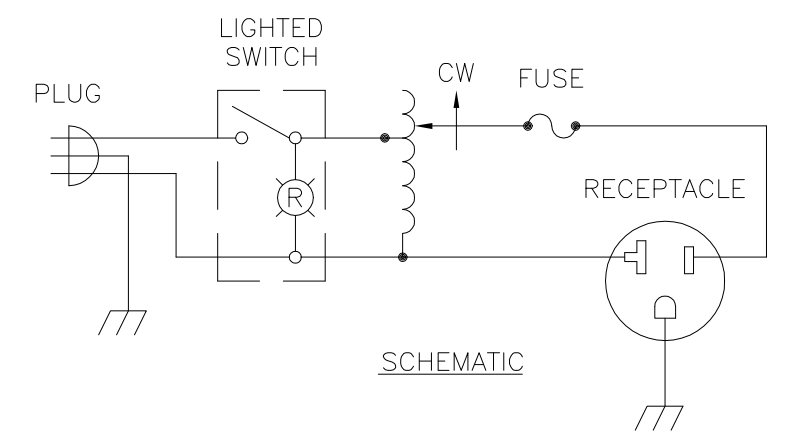 LIGHTED
SWITCH
CW
FUSE
PLUG
RECEPTACLE
R
SCHEMATIC